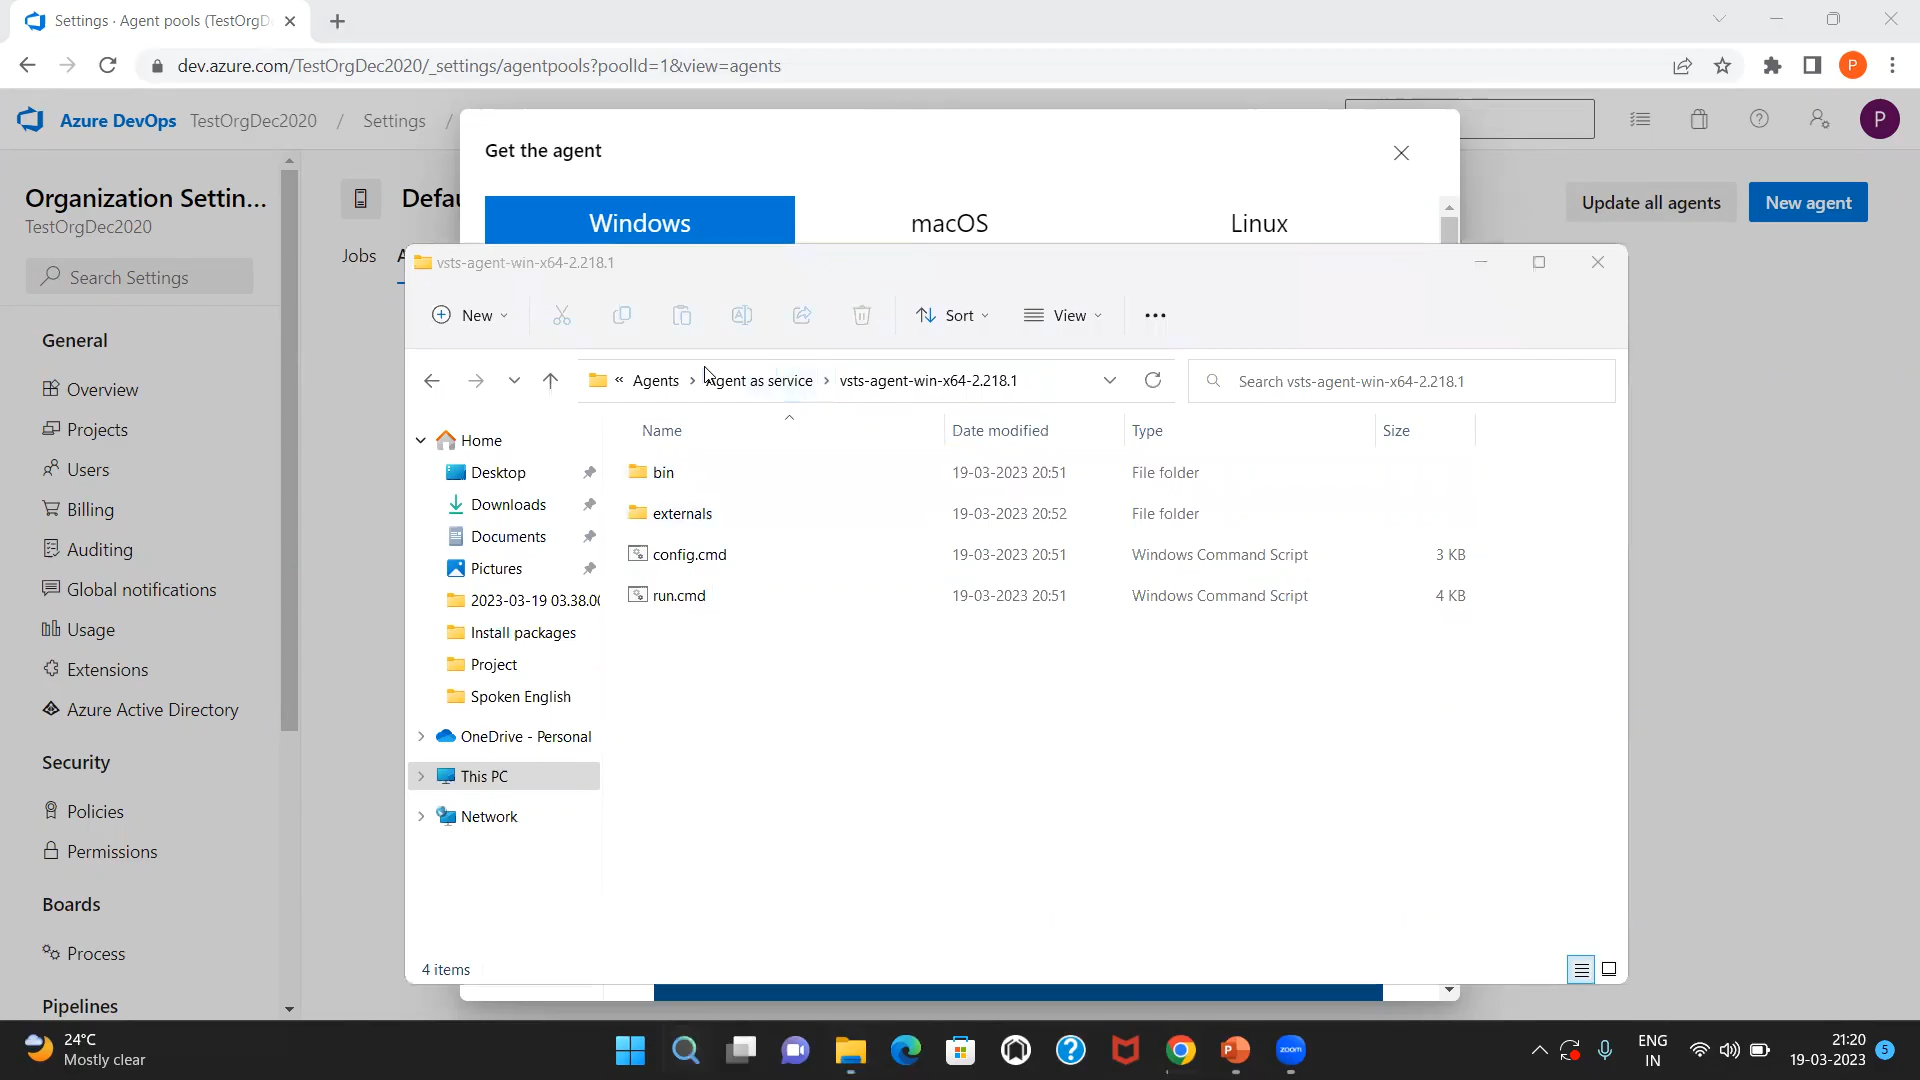 Settings · Agent pools (TestOrgD
dev.azure.com/TestOrgDec2020/_settings/agentpools?poolId=1&view=agents
P
Azure DevOps TestOrgDec2020 / Settings /
P
Get the agent
Organization Settin...
TestOrgDec2020
Search Settings
Defau
Update all agents
New agent
Jobs
Windows
macOS
Linux
vsts-agent-win-x64-2.218.1
New
Sort
View
« Agents > Agent as service > vsts-agent-win-x64-2.218.1
Search vsts-agent-win-x64-2.218.1
General
Overview
Projects
Users
Billing
Auditing
Global notifications
Usage
Extensions
Azure Active Directory
Security
Policies
Permissions
Boards
Process
Pipelines
Home
Desktop
Downloads
Documents
Pictures
2023-03-19 03.38.00
Install packages
Project
Spoken English
OneDrive - Personal
This PC
Network
Name Date modified Type Size
bin 19-03-2023 20:51 File folder
externals 19-03-2023 20:52 File folder
config.cmd 19-03-2023 20:51 Windows Command Script 3 KB
run.cmd 19-03-2023 20:51 Windows Command Script 4 KB
4 items
24°C
Mostly clear
zoom
ENG
IN
21:20
19-03-2023
5